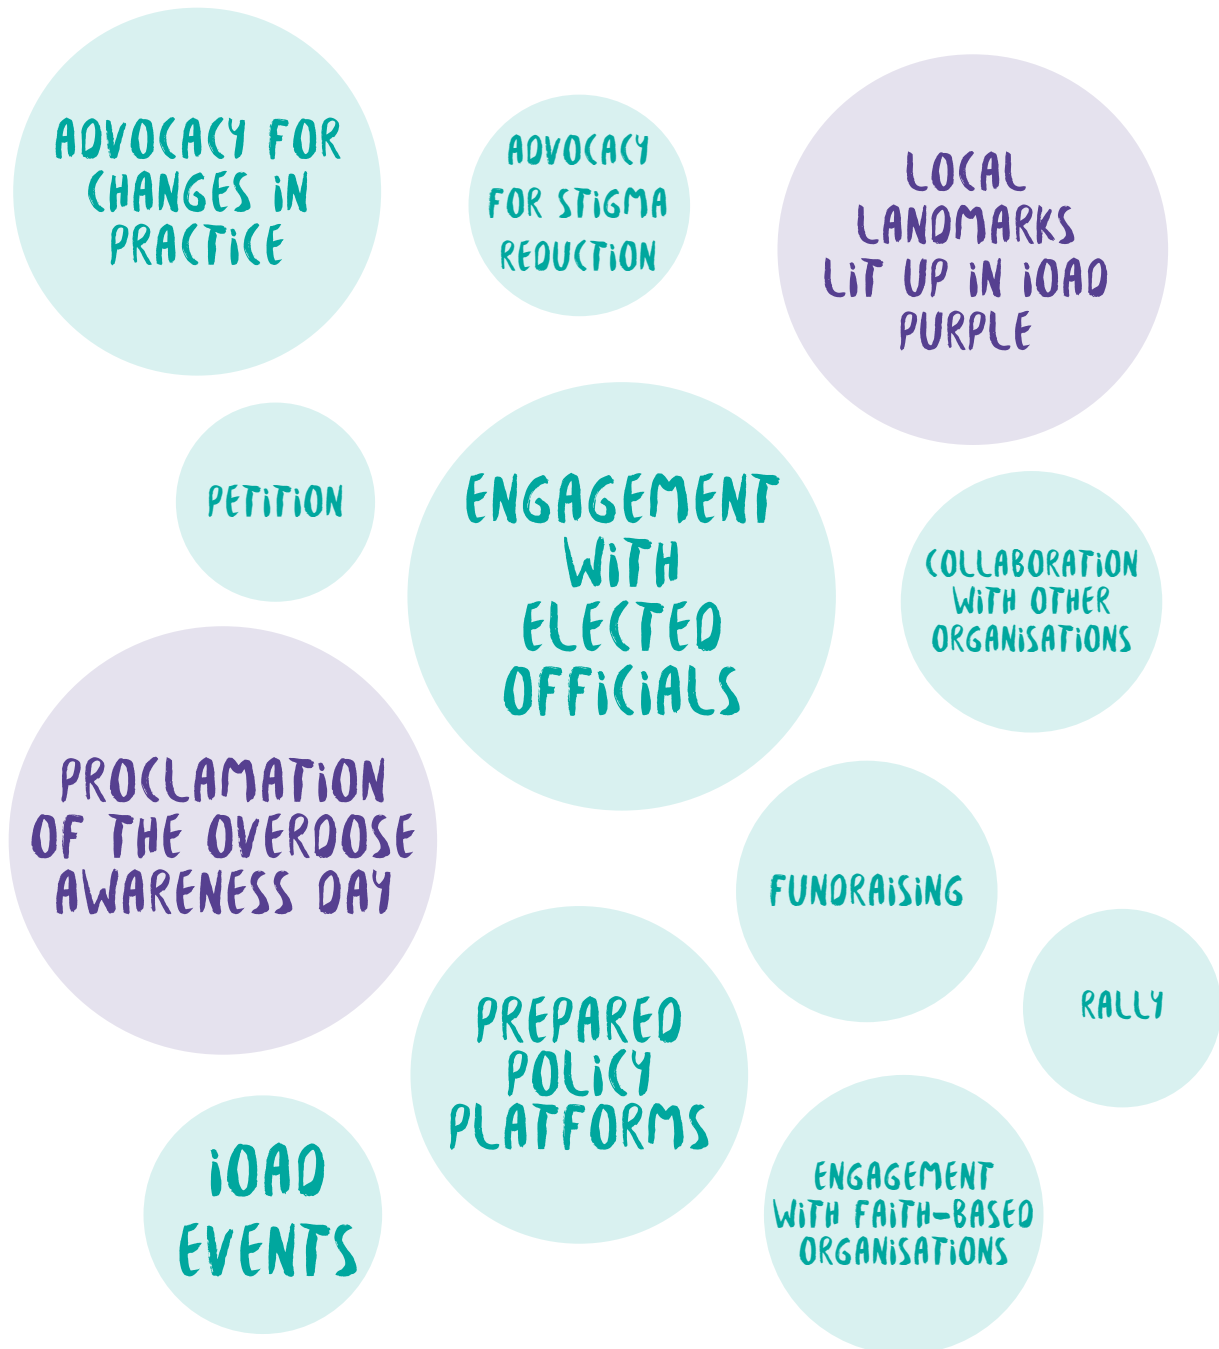 ADVOCACY FOR
CHANGES iN
PRACTiCE
ADVOCACY
FOR STiGMA
REDUCTiON
LOCAL
LANDMARKS
LiT UP iN iOAD
PURPLE
PETiTiON
ENGAGEMENT
WiTH
ELECTED
OFFiCiALS
COLLABORATiON
WiTH OTHER
ORGANiSATiONS
PROCLAMATiON
OF THE OVERDOSE
AWARENESS DAY
FUNDRAiSiNG
RALLY
PREPARED
POLiCY
PLATFORMS
iOAD
EVENTS
ENGAGEMENT
WiTH FAiTH-BASED
ORGANiSATiONS